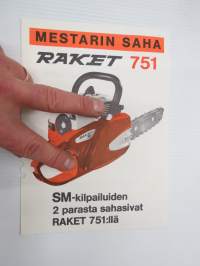 MESTARIN SAHA
RAKET 751
SM-kilpailuiden
2 parasta sahasivat
RAKET 751:llä